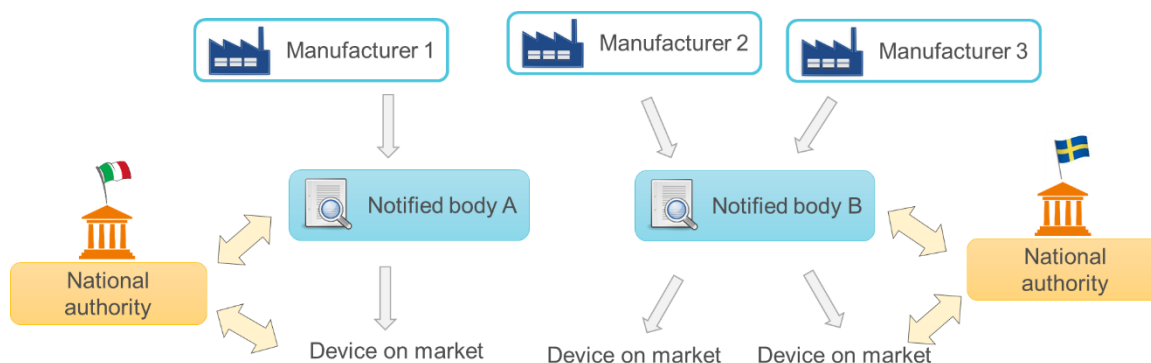 Manufacturer 1
Manufacturer 2
Manufacturer 3
Notified body A
Notified body B
National
authority
National
authority
Device on market
Device on market
Device on market